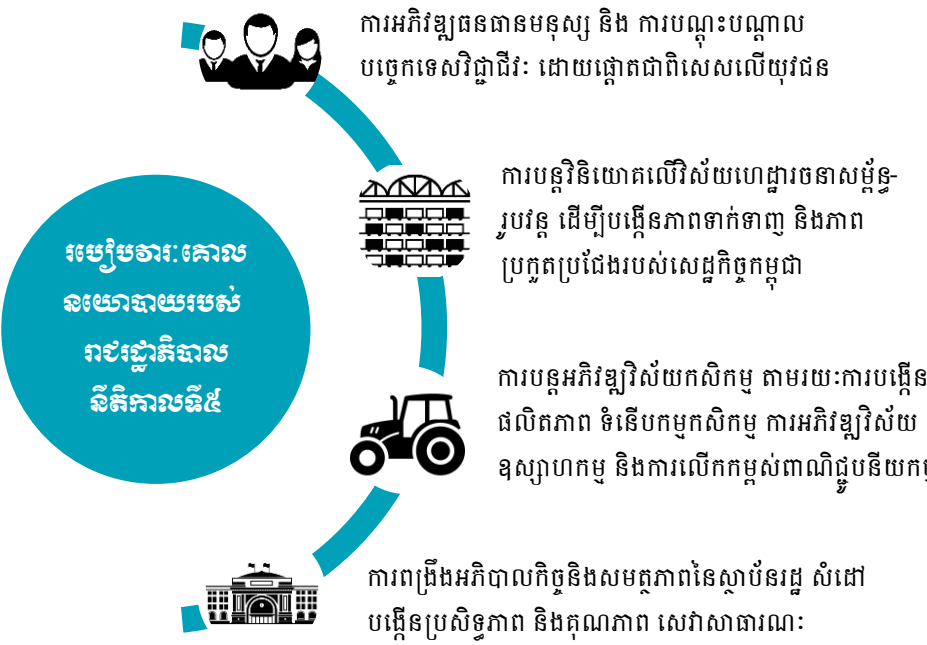 ការអភិវឌ្ឍធនធានមនុស្ស និង ការបណ្តុះបណ្តាល
បច្ចេកទេសវិជ្ជាជីវៈ ដោយផ្តោតជាពិសេសលើយុវជន
ការបន្តវិនិយោគលើវិស័យហេដ្ឋារចនាសម្ព័ន្ធ-
រូបវន្ត ដើម្បីបង្កើនភាពទាក់ទាញ និងភាព
ប្រកួតប្រជែងរបស់សេដ្ឋកិច្ចកម្ពុជា
របៀបវារៈគោល
នយោបាយរបស់
រាជរដ្ឋាភិបាល
នីតិកាលទី៥
ការបន្តអភិវឌ្ឍវិស័យកសិកម្ម តាមរយៈការបង្កើន
ផលិតភាព ទំនើបកម្មកសិកម្ម ការអភិវឌ្ឍវិស័យ
ឧស្សាហកម្ម និងការលើកកម្ពស់ពាណិជ្ជូបនីយកម្ម
ការពង្រឹងអភិបាលកិច្ចនិងសមត្ថភាពនៃស្ថាប័នរដ្ឋ សំដៅ
បង្កើនប្រសិទ្ធភាព និងគុណភាព សេវាសាធារណៈ